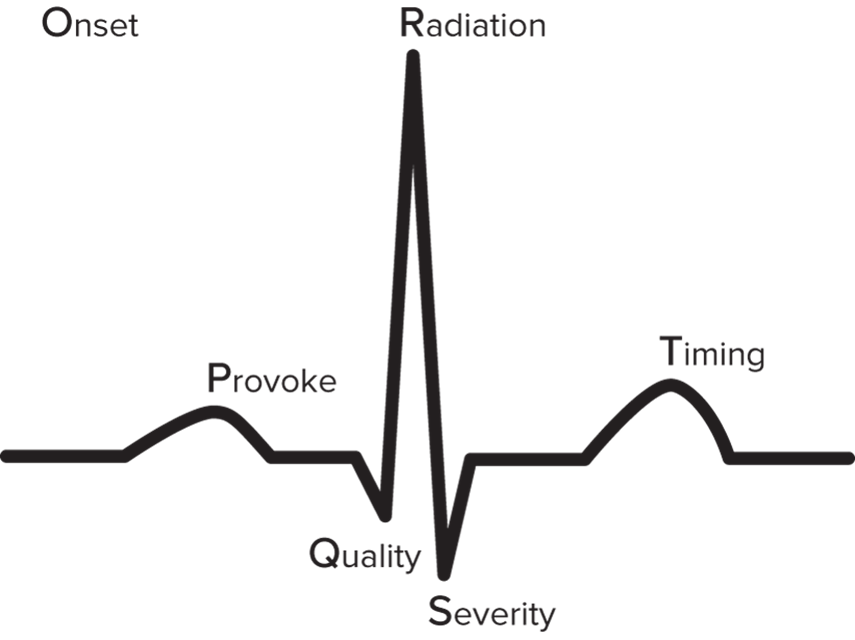 Onset
Radiation
Provoke
Timing
Quality
Severity